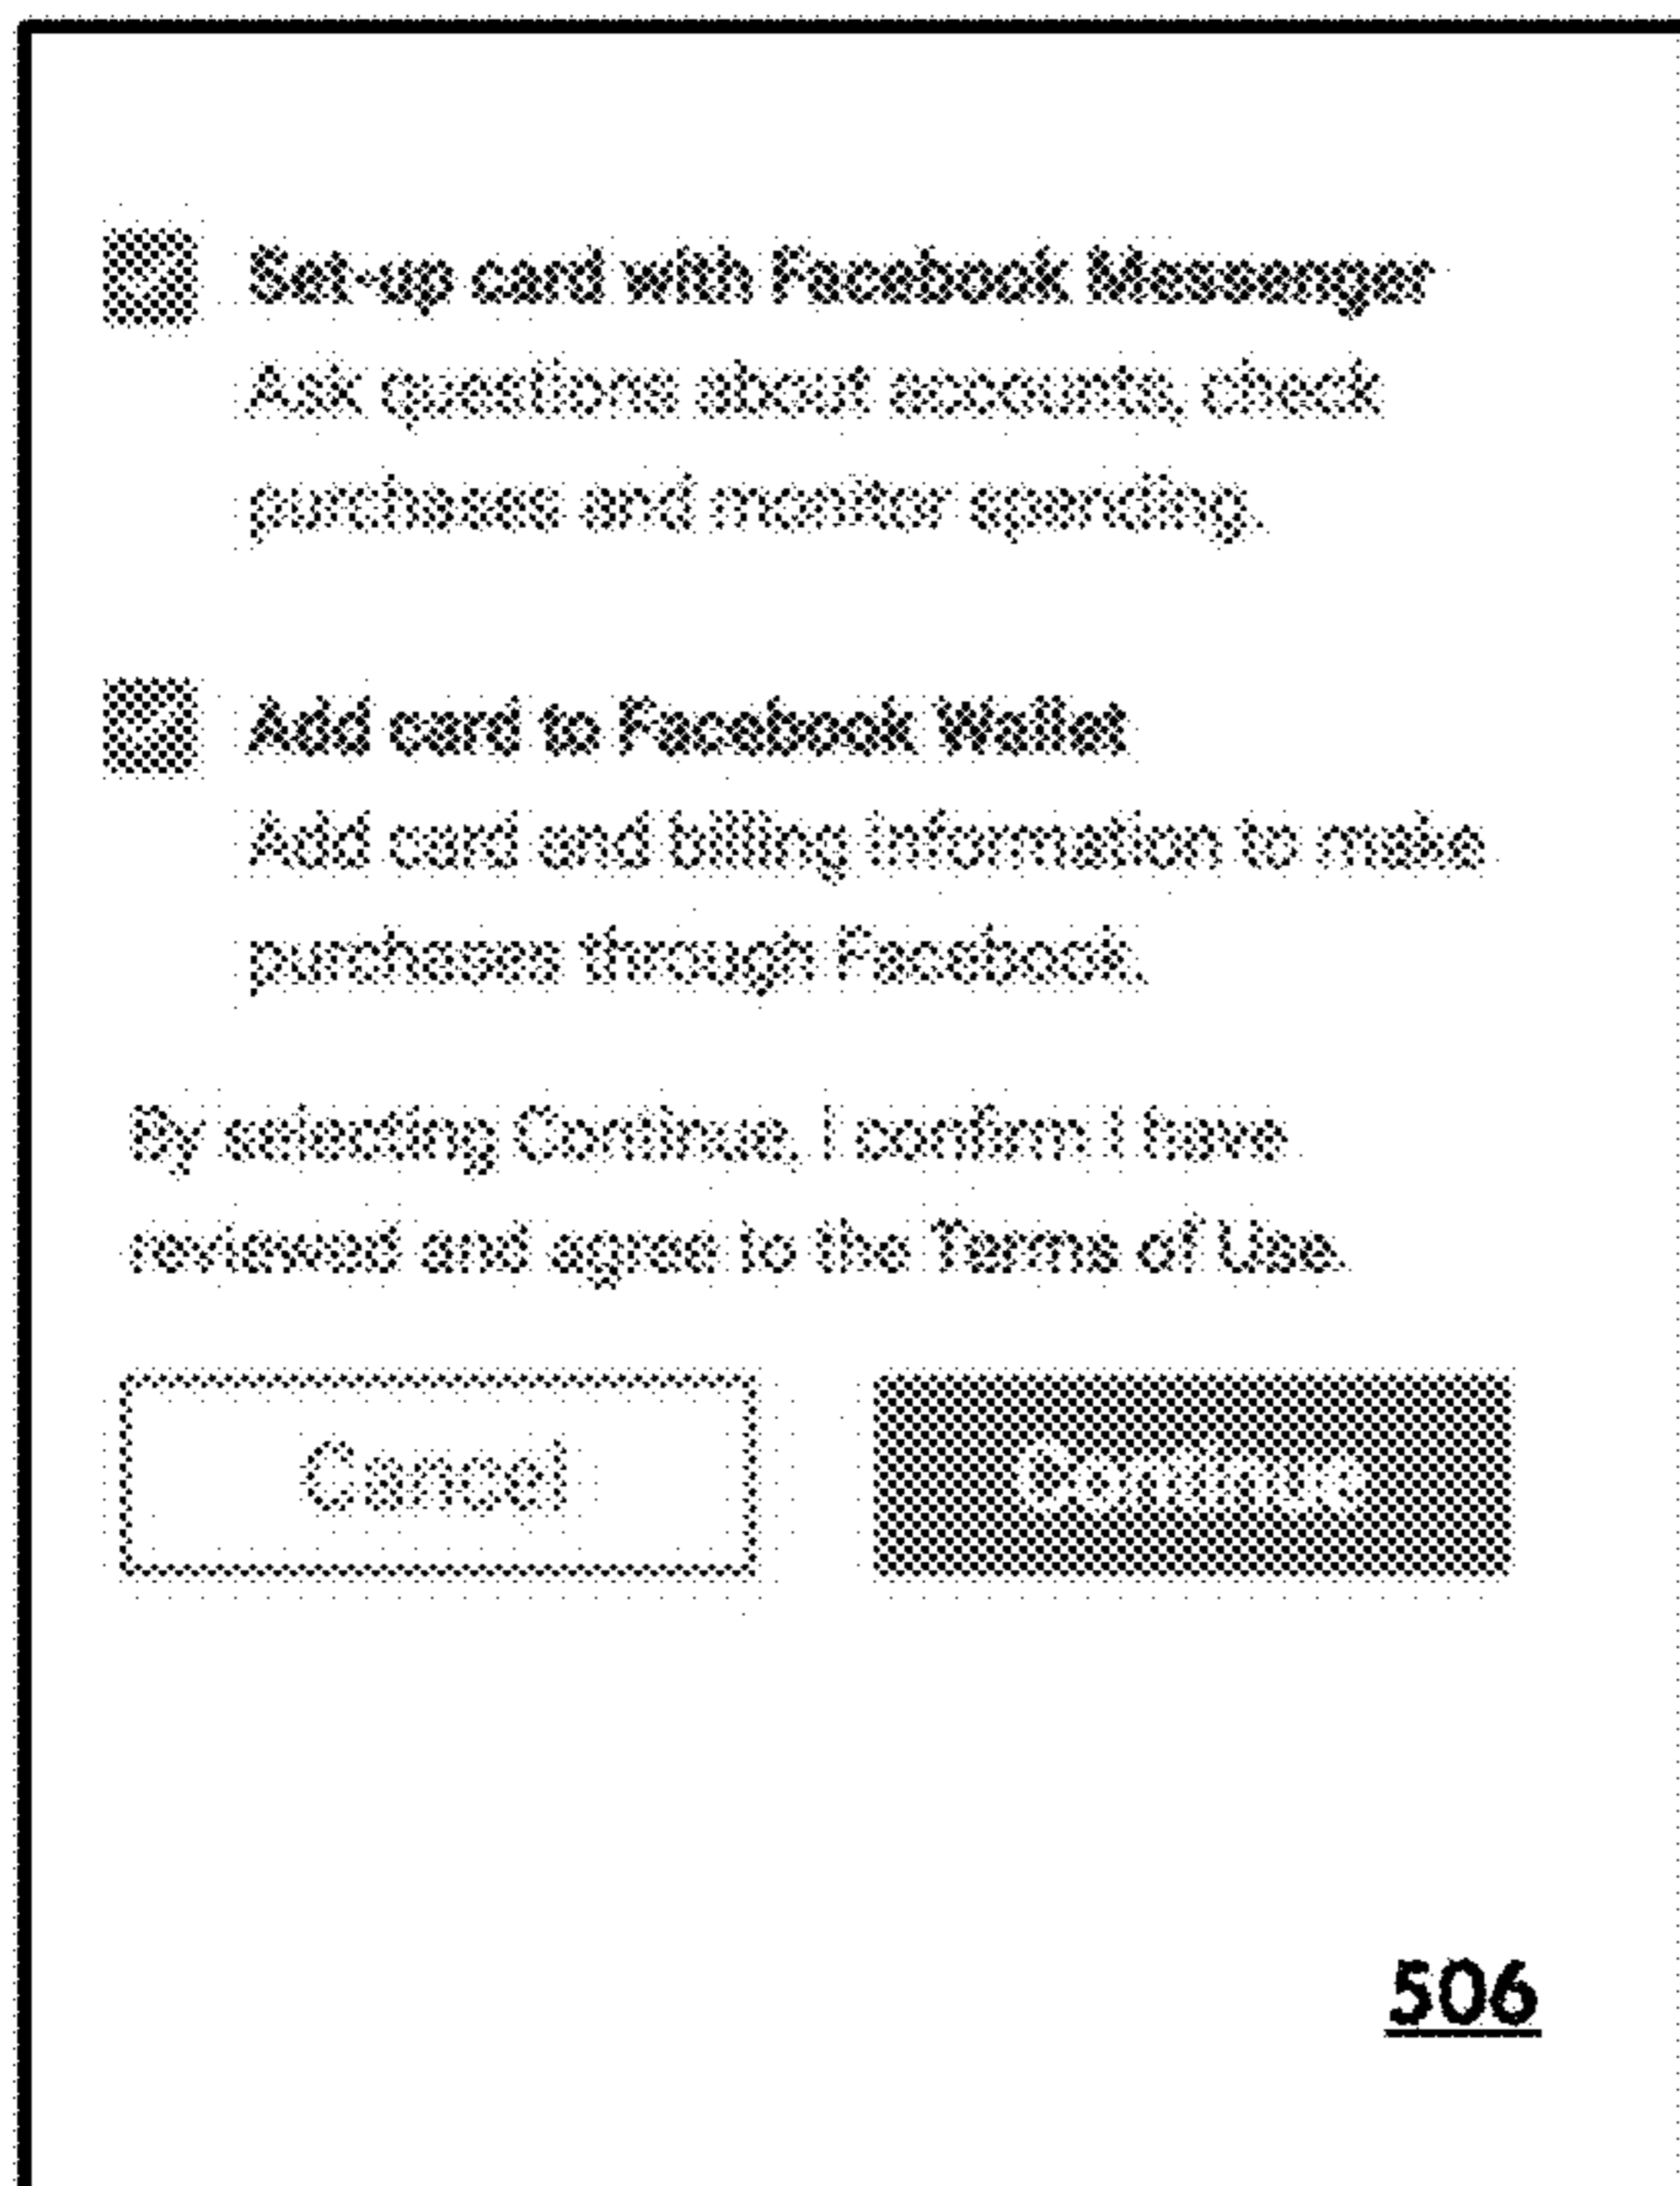 Set-up card with Facebook Messenger
Ask questions about accounts, check
purchases and monitor spending.
Add card to Facebook Wallet
Add card and billing information to make
purchases through Facebook.
By selecting Continue, I confirm I have
reviewed and agree to the Terms of Use.
Cancel Continue
506